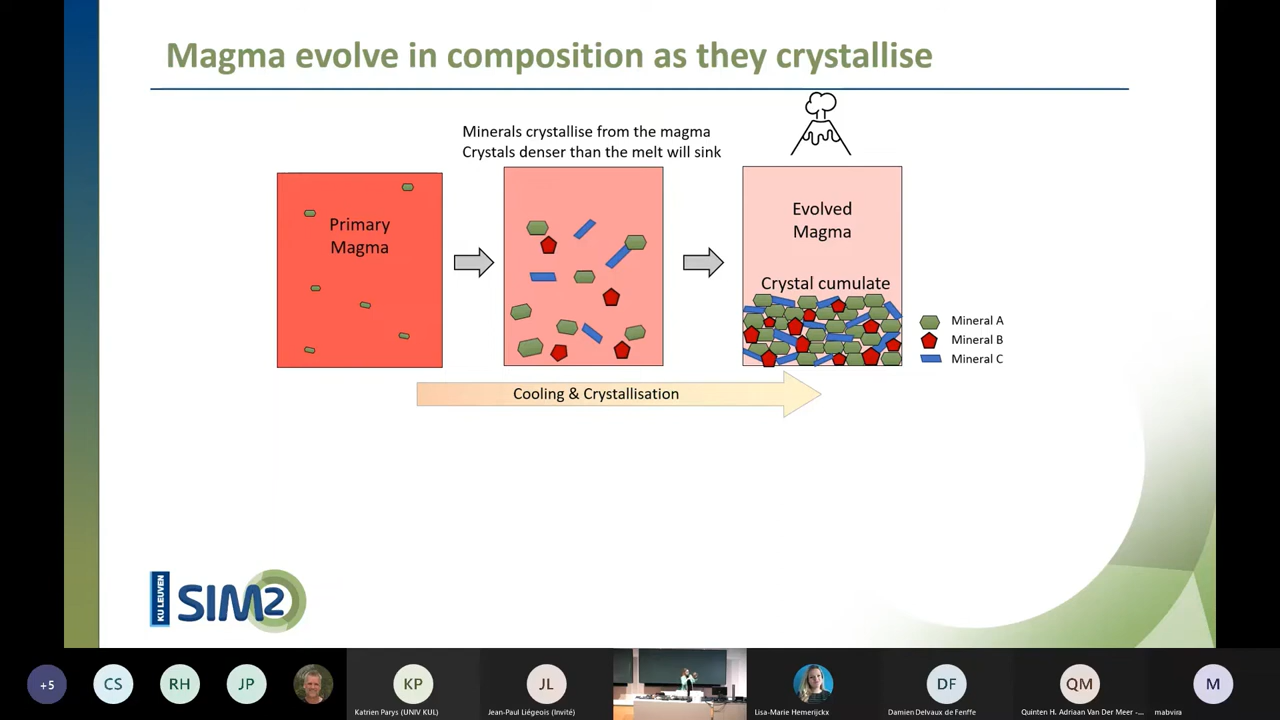 Magma evolve in composition as they crystallise
Minerals crystallise from the magma
Crystals denser than the melt will sink
Primary
Magma
Evolved
Magma
Crystal cumulate
Mineral A
Mineral B
Mineral C
Cooling & Crystallisation
KU LEUVEN
SIM2
+5
CS
RH
JP
KP
Katrien Parys (UNIV KUL)
JL
Jean-Paul Liégeois (Invité)
Lisa-Marie Hemerijckx
DF
Damien Delvaux de Fenffe
QM
Quinten H. Adriaan Van Der Meer -...
M
mabvira